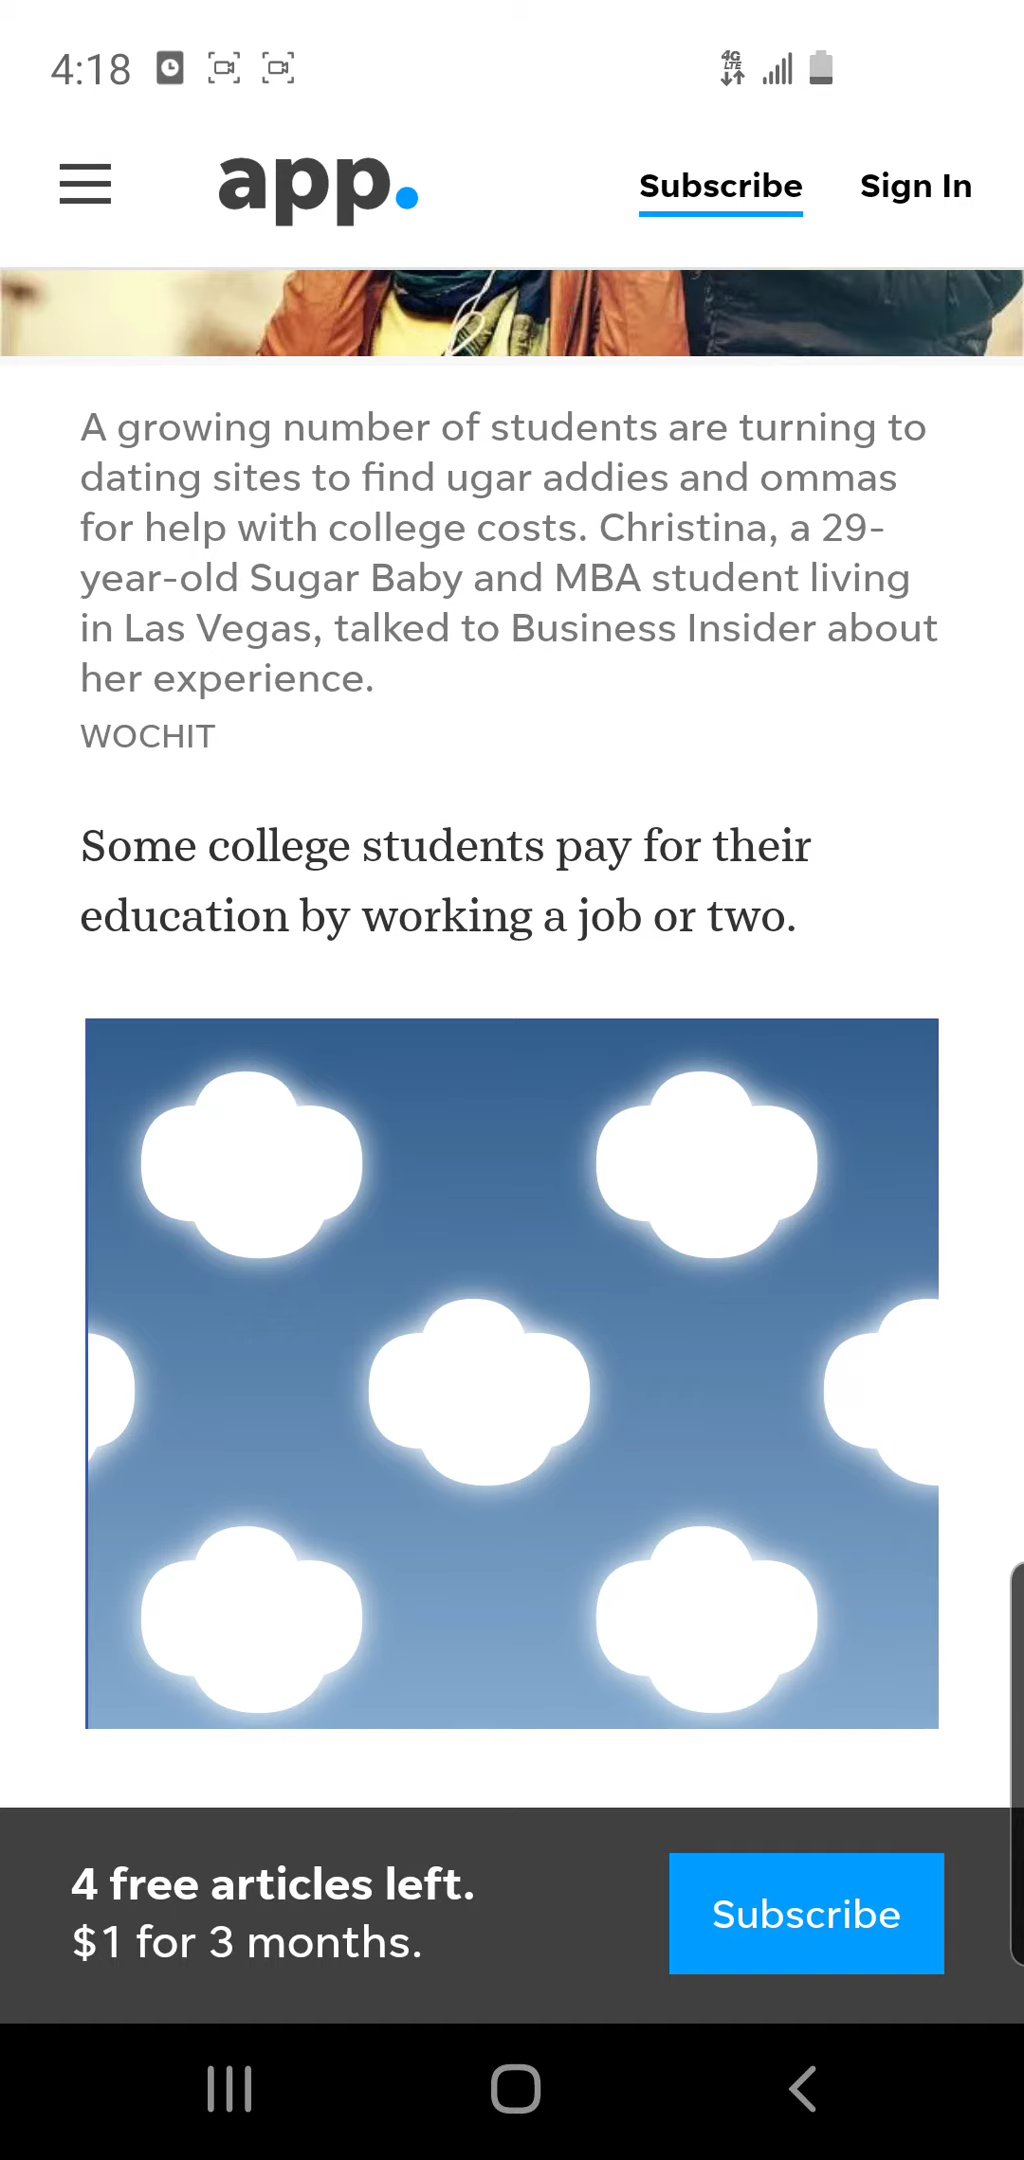 4:18
4G
LTE
app.
Subscribe
Sign In
A growing number of students are turning to
dating sites to find ugar addies and ommas
for help with college costs. Christina, a 29-
year-old Sugar Baby and MBA student living
in Las Vegas, talked to Business Insider about
her experience.
WOCHIT
Some college students pay for their
education by working a job or two.
4 free articles left.
$1 for 3 months.
Subscribe